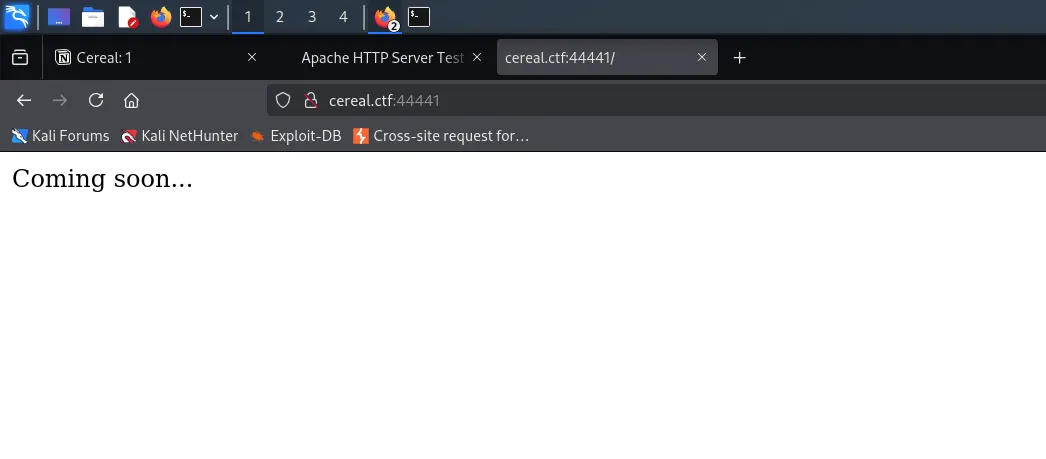 1 2 3 4 2
Cereal: 1 Apache HTTP Server Test cereal.ctf:44441/
cereal.ctf:44441
Kali Forums Kali NetHunter Exploit-DB Cross-site request for…
Coming soon...